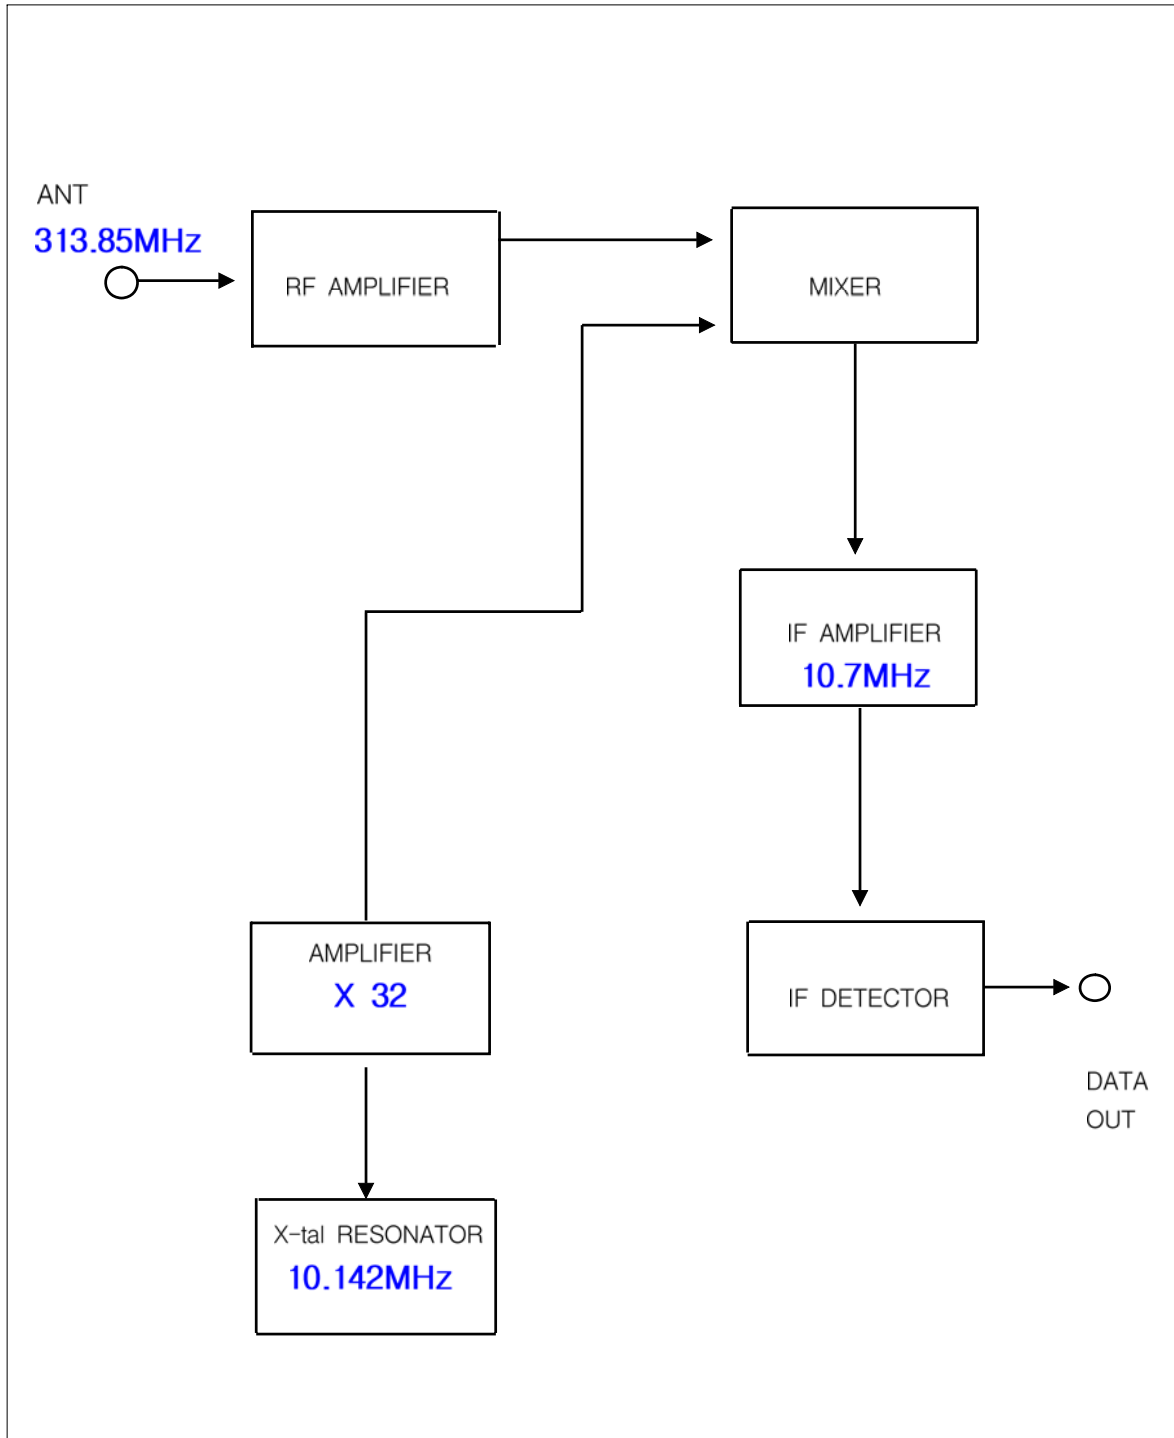 ANT
313.85MHz
RF AMPLIFIER
MIXER
IF AMPLIFIER
10.7MHz
AMPLIFIER
X 32
IF DETECTOR
DATA
OUT
X-tal RESONATOR
10.142MHz